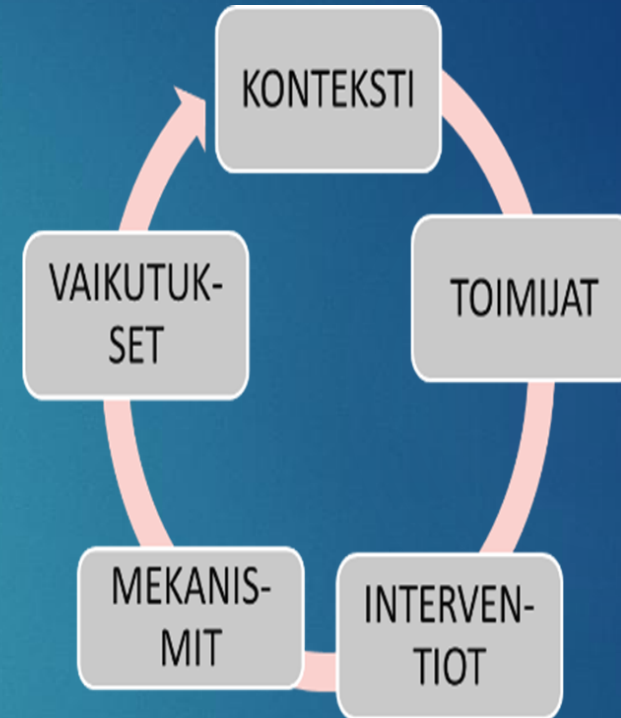 KONTEKSTI
TOIMIJAT
INTERVEN-
TIOT
MEKANIS-
MIT
VAIKUTUK-
SET